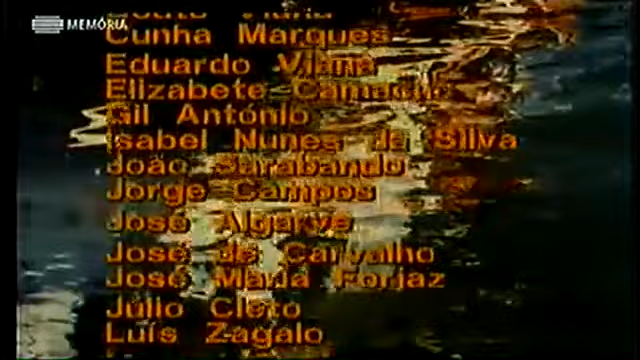 MEMÓRIA
Cunha Marques
Eduardo Viana
Elizabete Camacho
Gil António
Isabel Nunes da Silva
João Sarabando
Jorge Campos
José Algarve
José de Carvalho
José Maria Forjaz
Júlio Cleto
Luís Zagalo